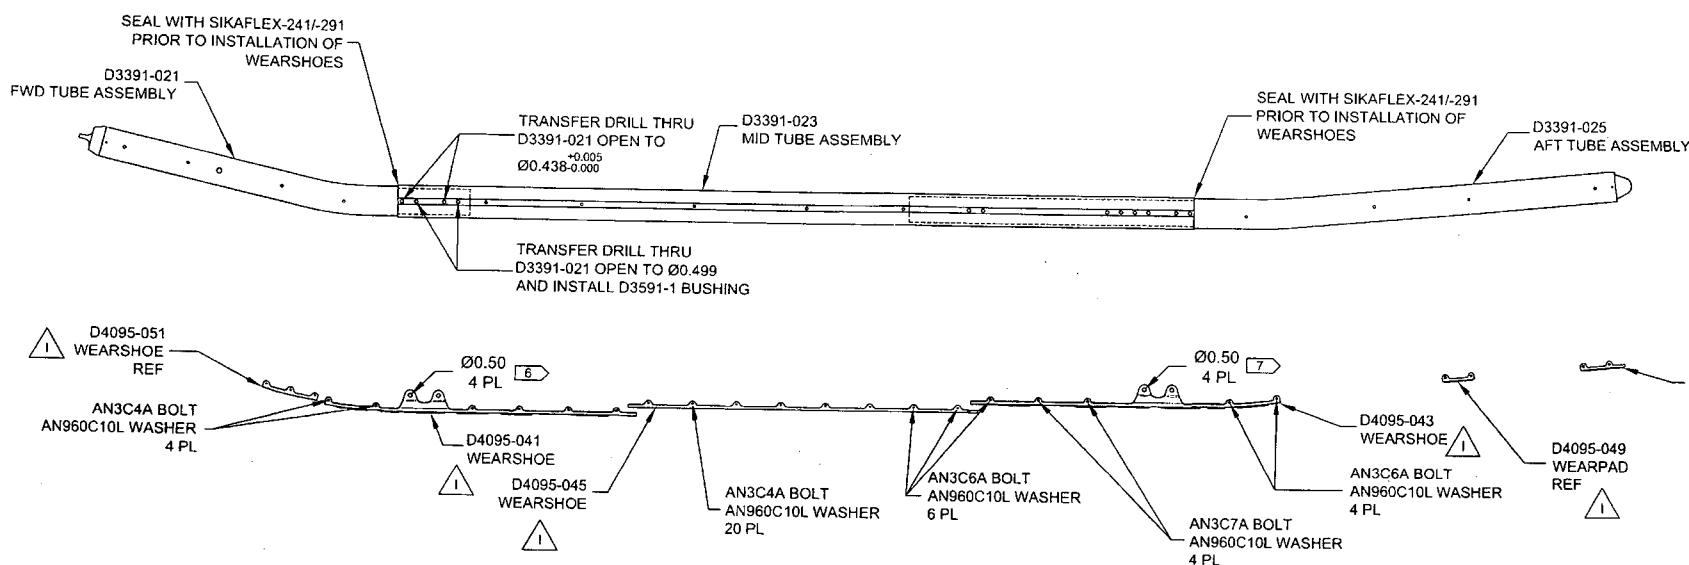 SEAL WITH SIKAFLEX-241/-291
PRIOR TO INSTALLATION OF
WEARSHOES
D3391-021
FWD TUBE ASSEMBLY
TRANSFER DRILL THRU
D3391-021 OPEN TO
Ø0.438+0.005-0.000
D3391-023
MID TUBE ASSEMBLY
SEAL WITH SIKAFLEX-241/-291
PRIOR TO INSTALLATION OF
WEARSHOES
D3391-025
AFT TUBE ASSEMBLY
TRANSFER DRILL THRU
D3391-021 OPEN TO Ø0.499
AND INSTALL D3591-1 BUSHING
1
D4095-051
WEARSHOE
REF
Ø0.50
4 PL
6
Ø0.50
4 PL
7
AN3C4A BOLT
AN960C10L WASHER
4 PL
D4095-041
WEARSHOE
1
D4095-045
WEARSHOE
1
AN3C4A BOLT
AN960C10L WASHER
20 PL
AN3C6A BOLT
AN960C10L WASHER
6 PL
AN3C7A BOLT
AN960C10L WASHER
4 PL
D4095-043
WEARSHOE
1
AN3C6A BOLT
AN960C10L WASHER
4 PL
D4095-049
WEARPAD
REF
1